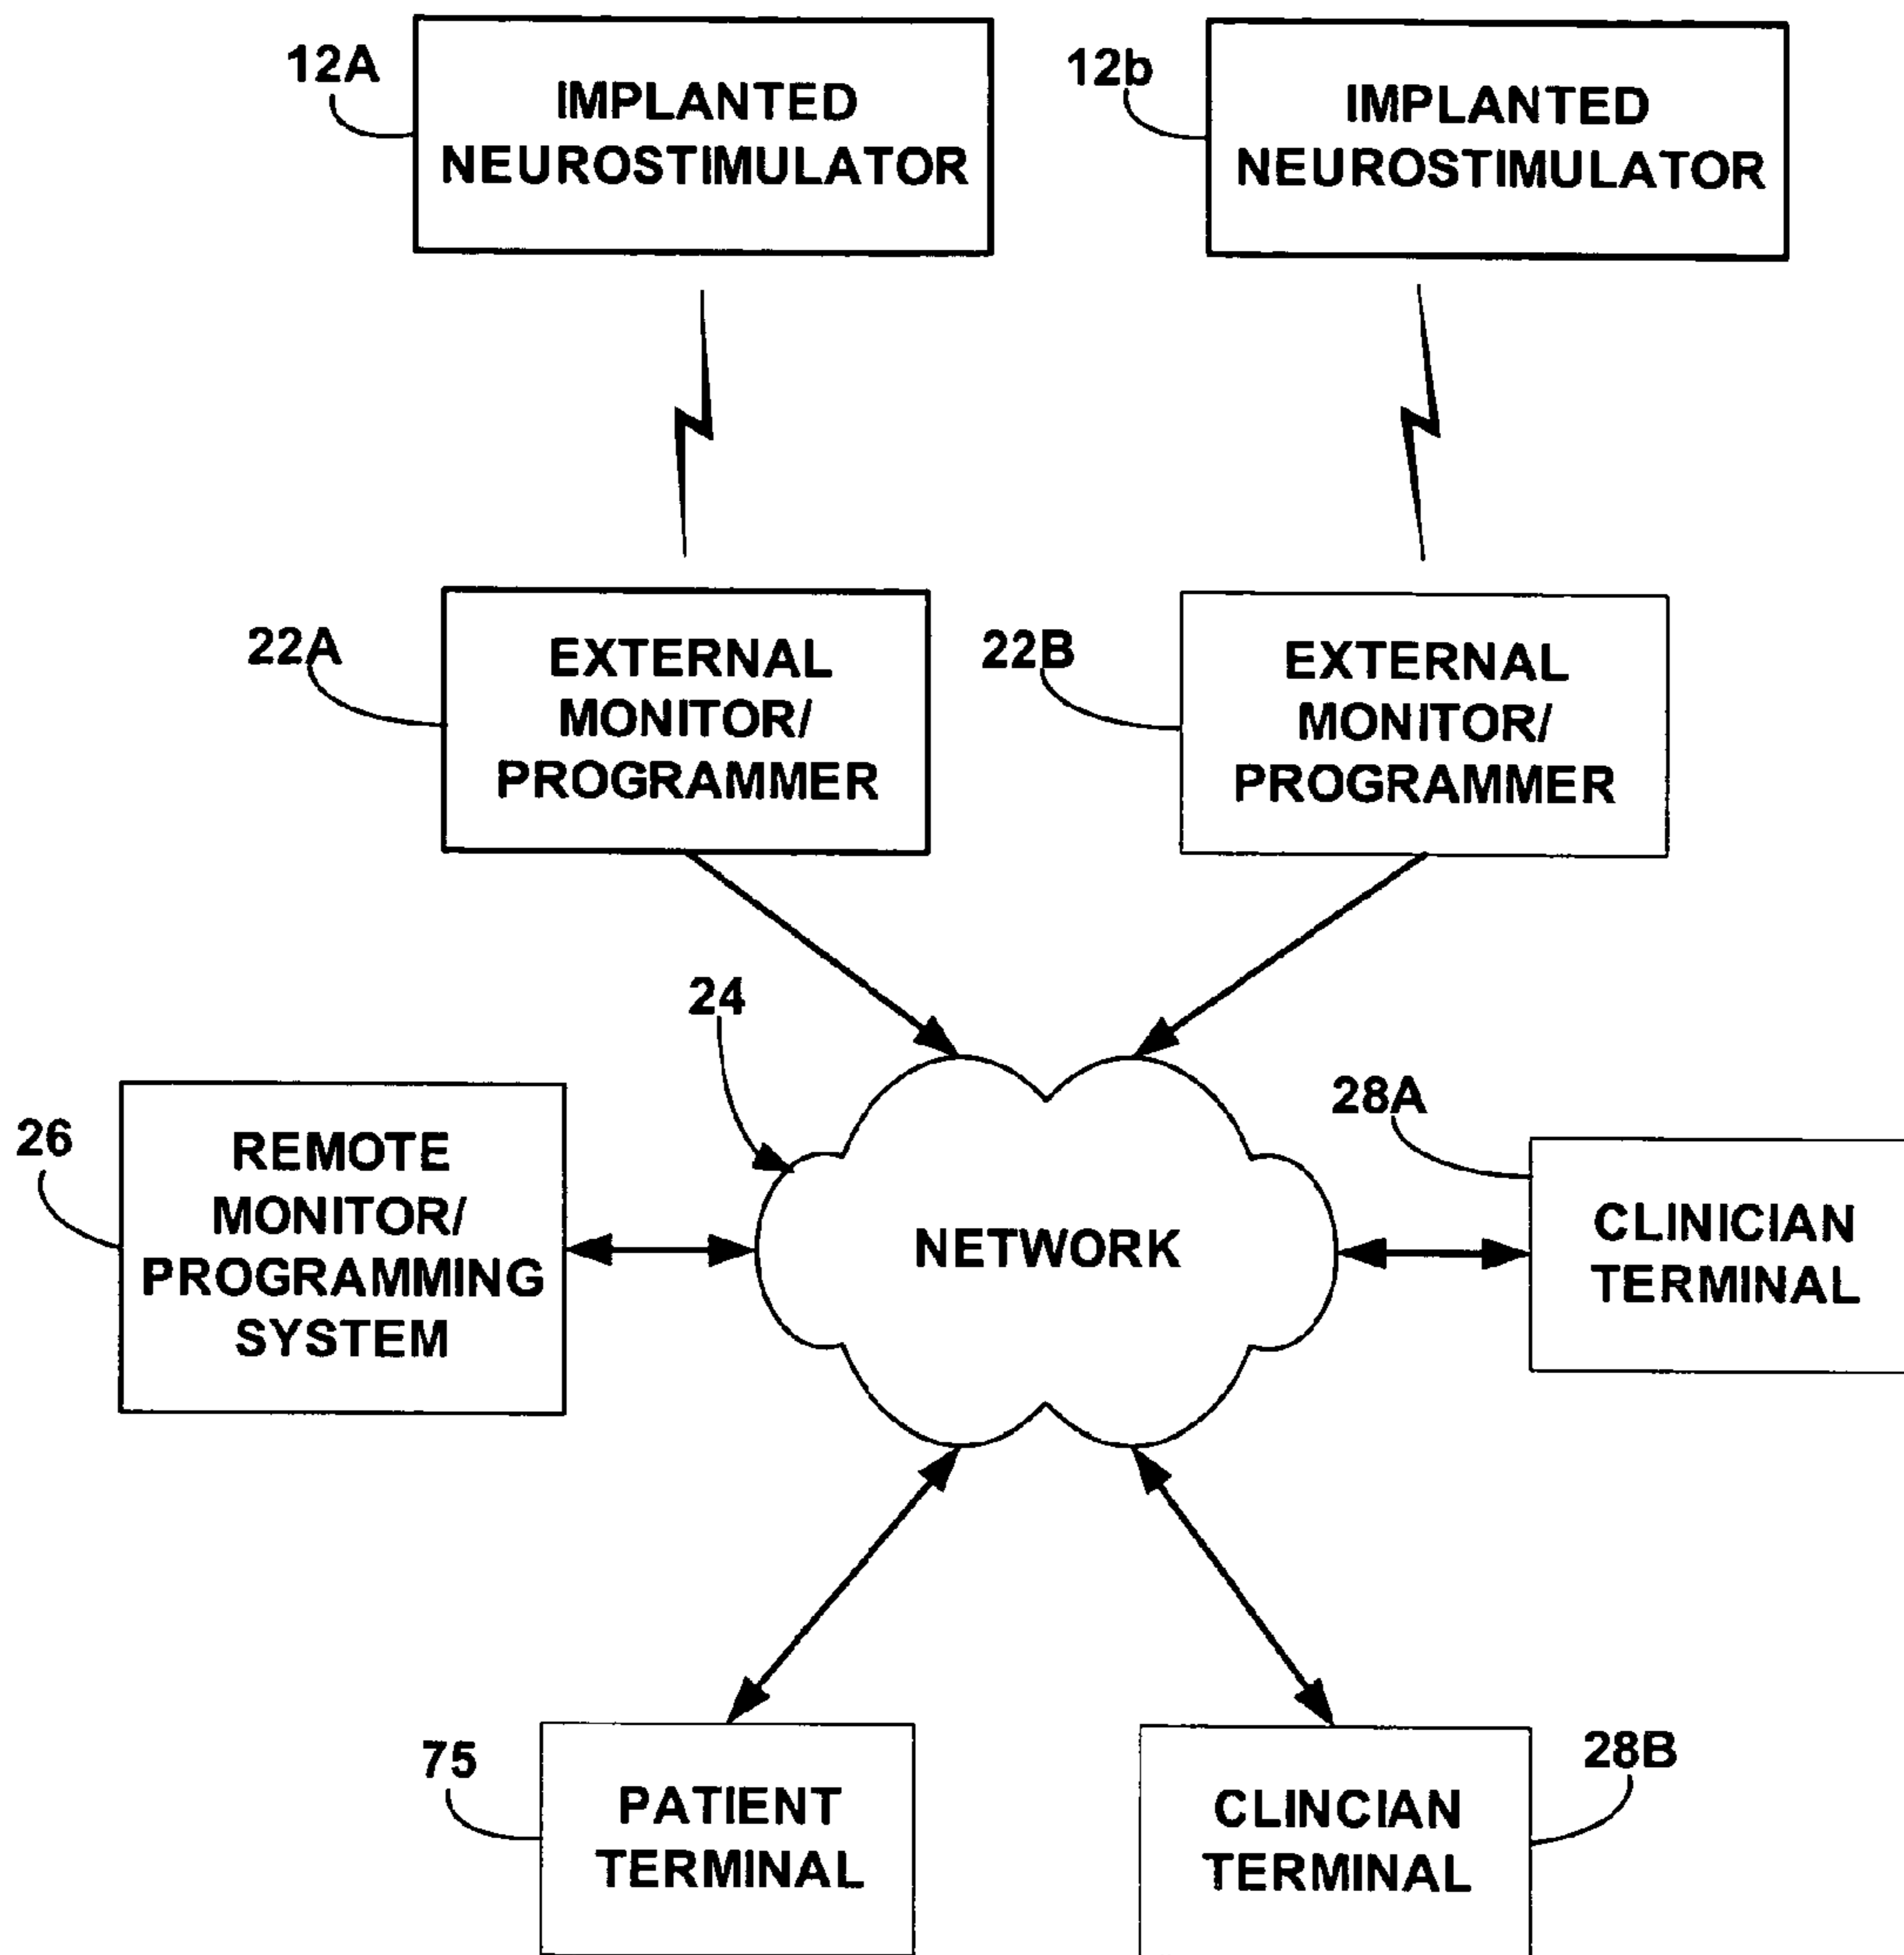 12A
IMPLANTED
NEUROSTIMULATOR
12b
IMPLANTED
NEUROSTIMULATOR
22A
EXTERNAL
MONITOR/
PROGRAMMER
22B
EXTERNAL
MONITOR/
PROGRAMMER
24
26
REMOTE
MONITOR/
PROGRAMMING
SYSTEM
NETWORK
28A
CLINICIAN
TERMINAL
75
PATIENT
TERMINAL
CLINCIAN
TERMINAL
28B